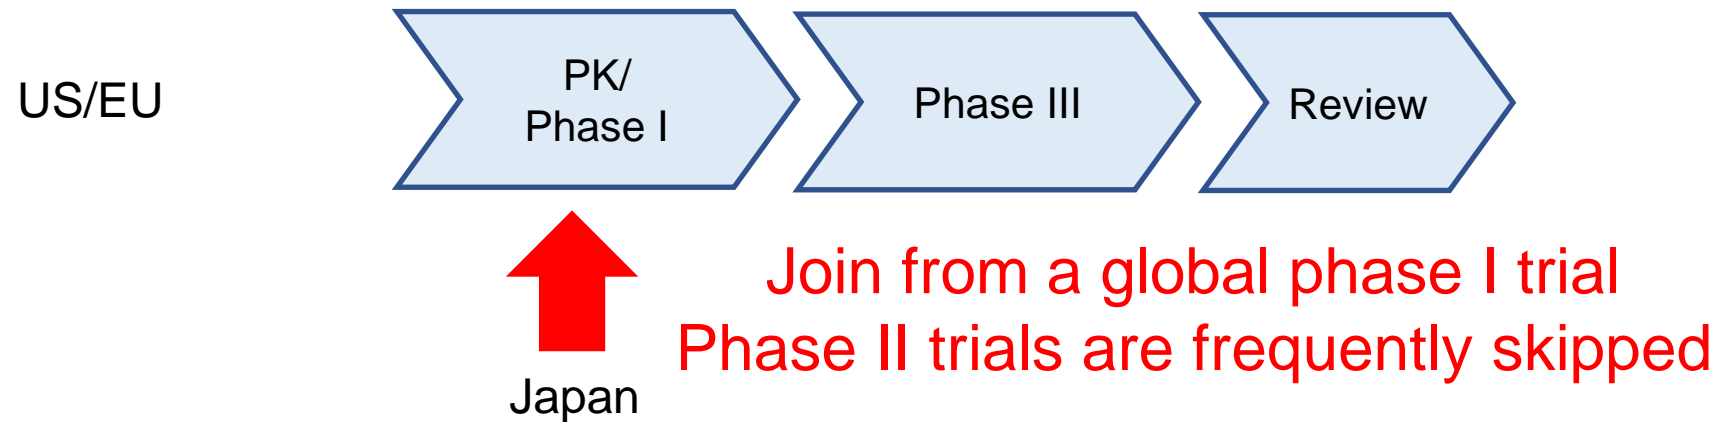 US/EU
PK/
Phase I
Phase III
Review
Join from a global phase I trial
Phase II trials are frequently skipped
Japan